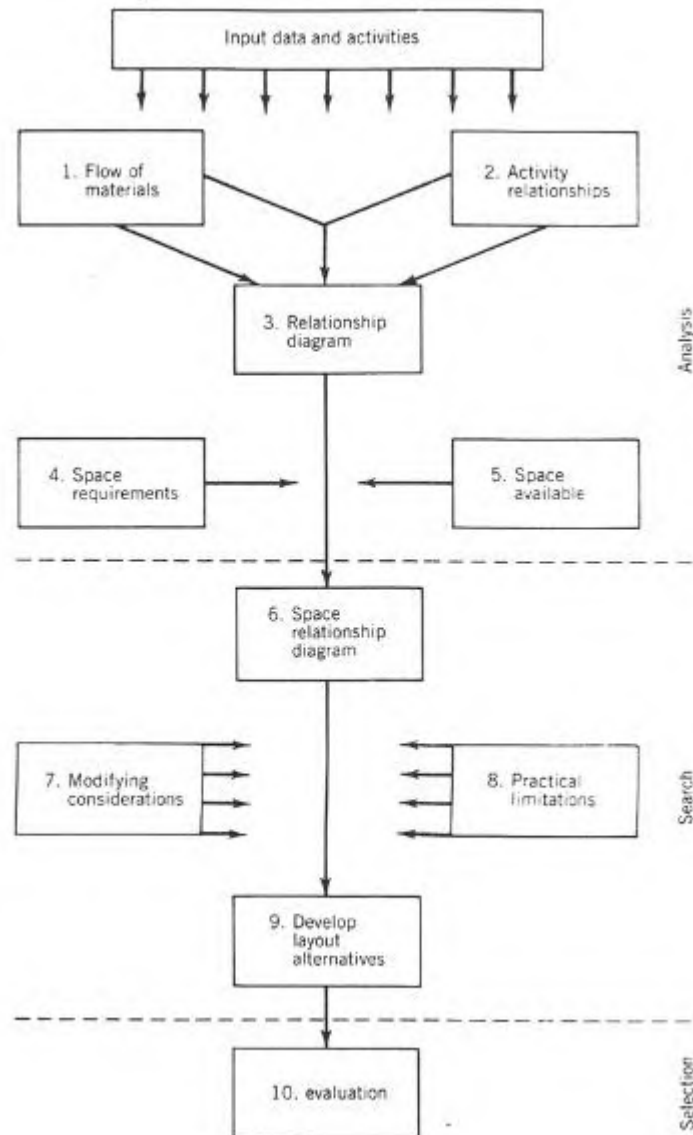 Input data and activities
1. Flow of
materials
2. Activity
relationships
3. Relationship
diagram
Analysis
4. Space
requirements
5. Space
available
6. Space
relationship
diagram
7. Modifying
considerations
8. Practical
limitations
Search
9. Develop
layout
alternatives
10. evaluation
Selection